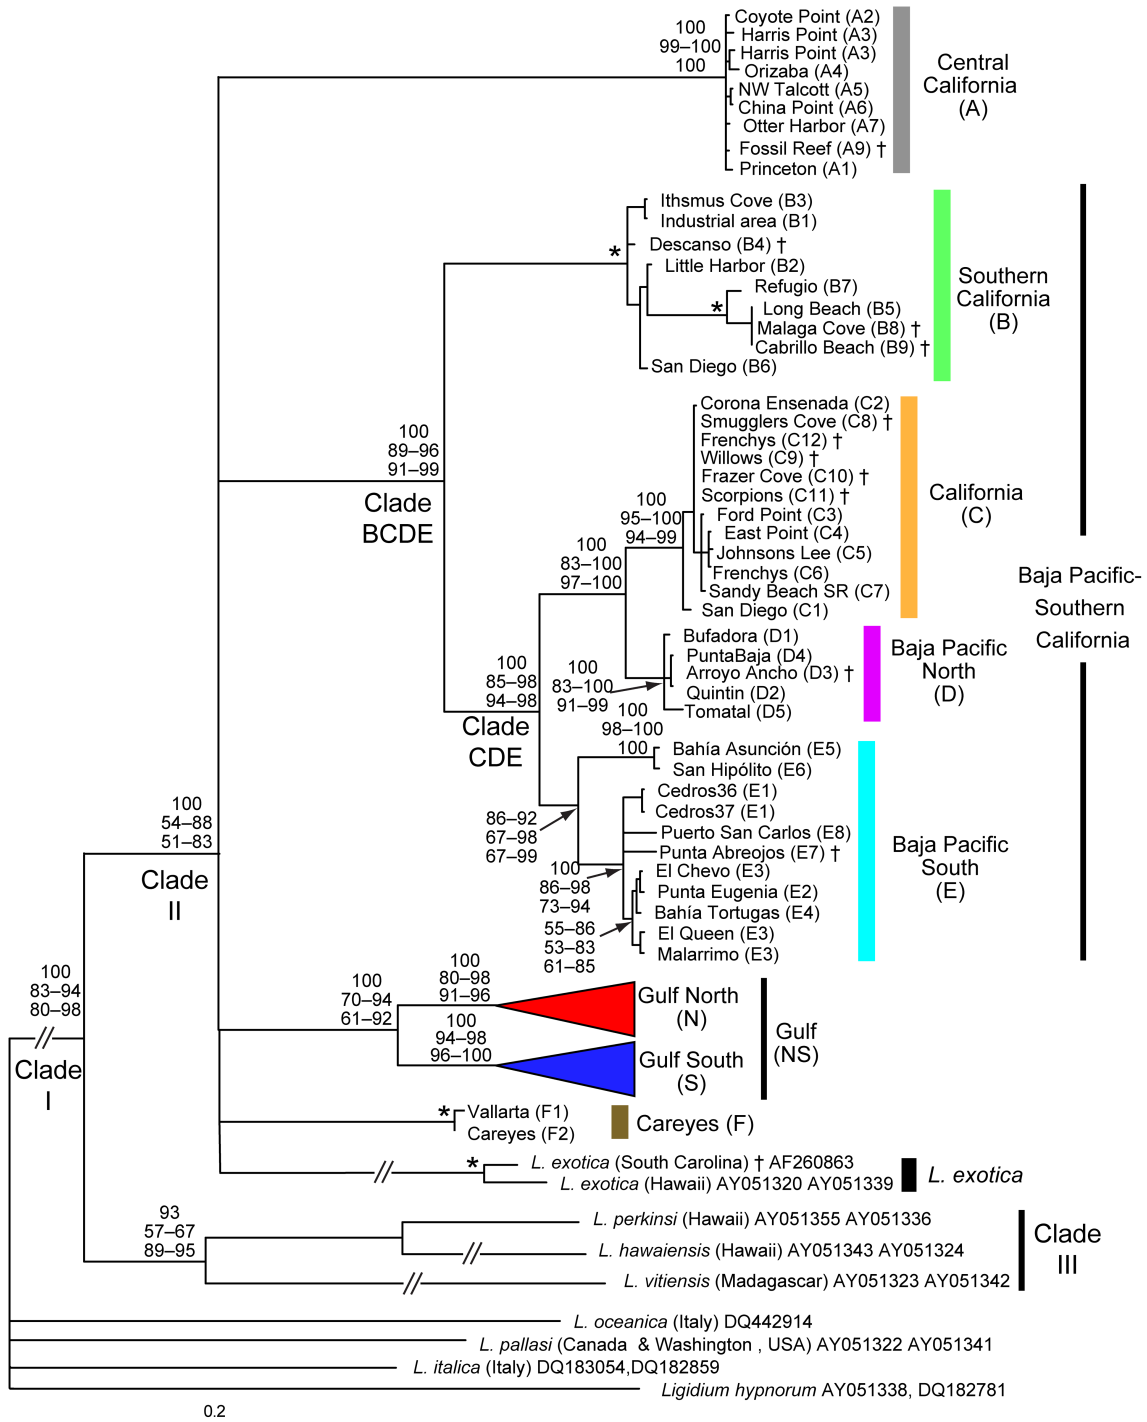 Coyote Point (A2)
Harris Point (A3)
Harris Point (A3)
Orizaba (A4)
NW Talcott (A5)
China Point (A6)
Otter Harbor (A7)
Fossil Reef (A9) †
Princeton (A1)
100
99–100
100
Central
California
(A)
Ithsmus Cove (B3)
Industrial area (B1)
Descanso (B4) †
Little Harbor (B2)
Refugio (B7)
Long Beach (B5)
Malaga Cove (B8) †
Cabrillo Beach (B9) †
San Diego (B6)
*
*
Southern
California
(B)
Corona Ensenada (C2)
Smugglers Cove (C8) †
Frenchys (C12) †
Willows (C9) †
Frazer Cove (C10) †
Scorpions (C11) †
Ford Point (C3)
East Point (C4)
Johnsons Lee (C5)
Frenchys (C6)
Sandy Beach SR (C7)
San Diego (C1)
California
(C)
100
89–96
91–99
Clade
BCDE
100
95–100
94–99
100
83–100
97–100
Baja Pacific-
Southern
California
Bufadora (D1)
PuntaBaja (D4)
Arroyo Ancho (D3) †
Quintin (D2)
Tomatal (D5)
100
83–100
91–99
Baja Pacific
North
(D)
100
85–98
94–98
Clade
CDE
100
98–100
100
Bahía Asunción (E5)
San Hipólito (E6)
Cedros36 (E1)
Cedros37 (E1)
Puerto San Carlos (E8)
Punta Abreojos (E7) †
El Chevo (E3)
Punta Eugenia (E2)
Bahía Tortugas (E4)
El Queen (E3)
Malarrimo (E3)
86–92
67–98
67–99
100
86–98
73–94
55–86
53–83
61–85
Baja Pacific
South
(E)
100
54–88
51–83
Clade
II
100
83–94
80–98
Clade
I
100
70–94
61–92
100
80–98
91–96
100
94–98
96–100
Gulf North
(N)
Gulf South
(S)
Gulf
(NS)
*
Vallarta (F1)
Careyes (F2)
Careyes (F)
*
L. exotica (South Carolina) † AF260863
L. exotica (Hawaii) AY051320 AY051339
L. exotica
93
57–67
89–95
L. perkinsi (Hawaii) AY051355 AY051336
L. hawaiensis (Hawaii) AY051343 AY051324
L. vitiensis (Madagascar) AY051323 AY051342
Clade
III
L. oceanica (Italy) DQ442914
L. pallasi (Canada & Washington , USA) AY051322 AY051341
L. italica (Italy) DQ183054,DQ182859
Ligidium hypnorum AY051338, DQ182781
0.2